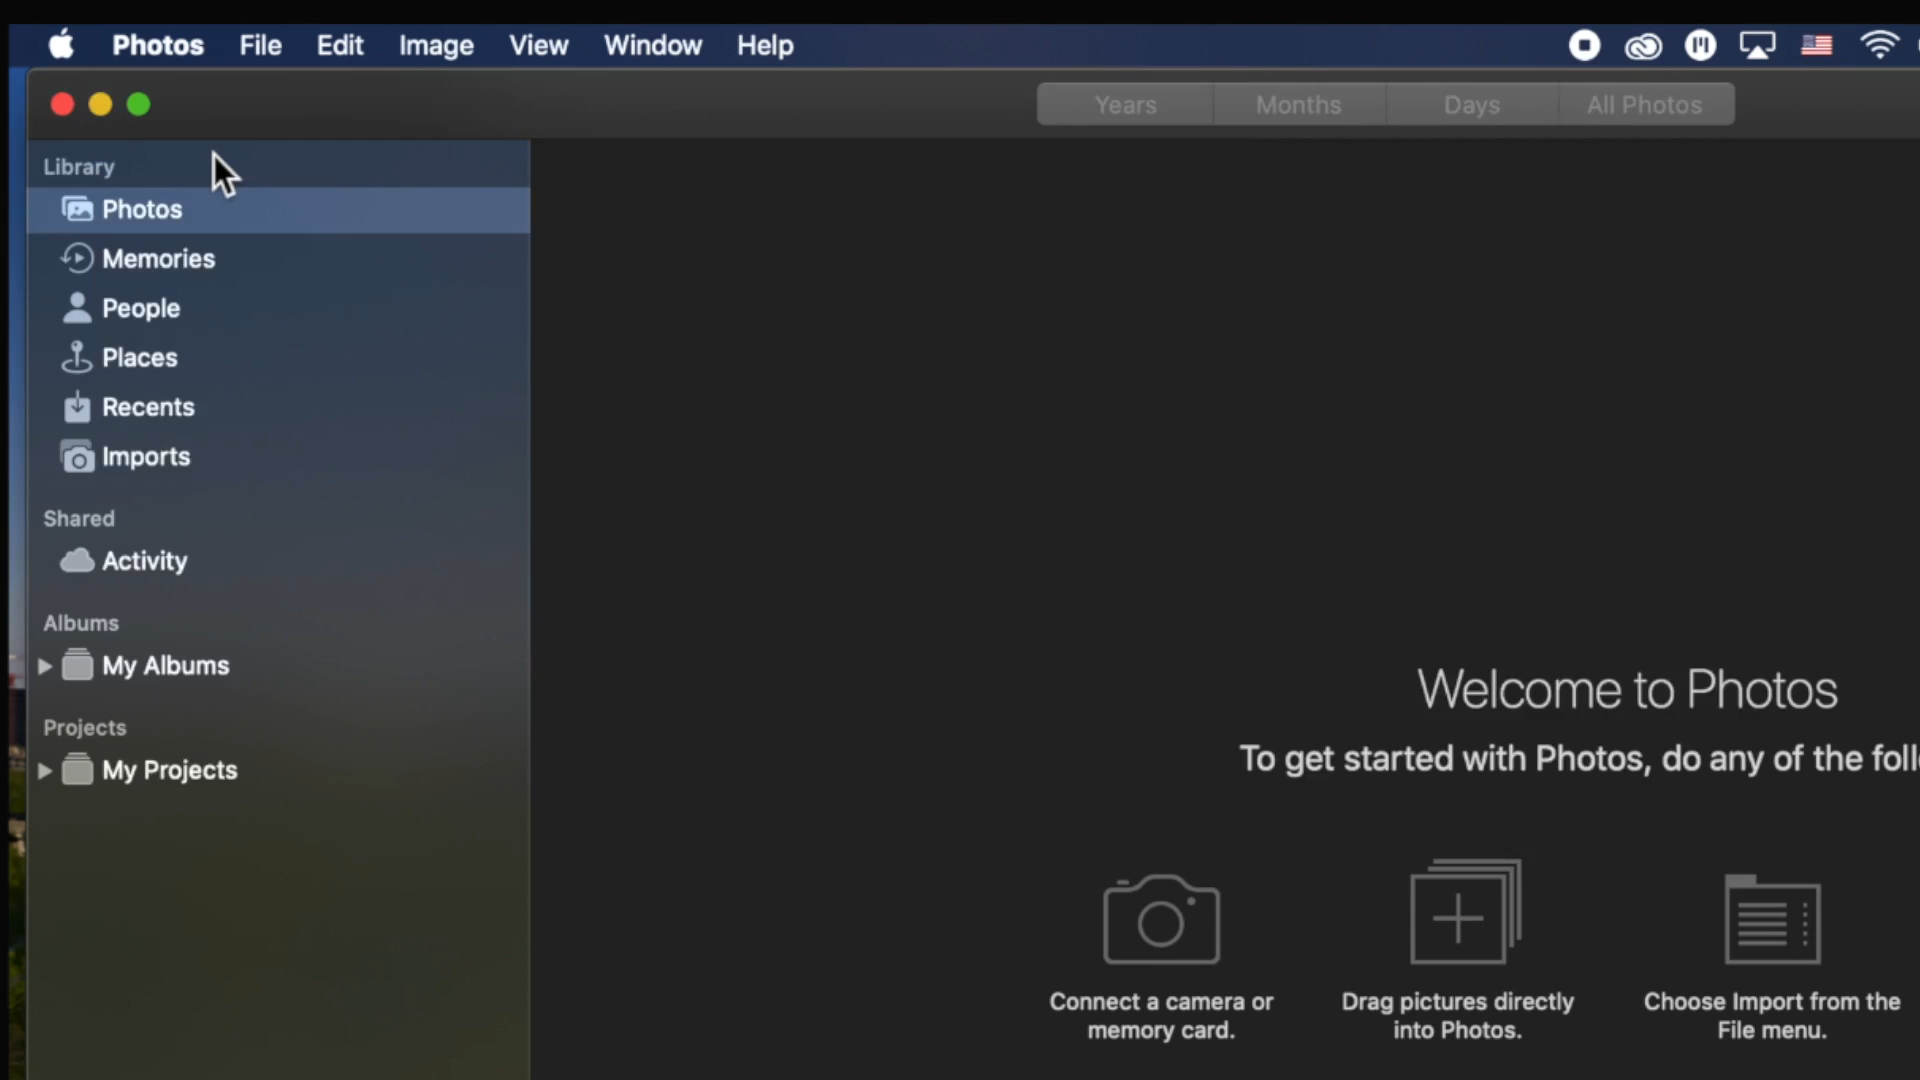 Photos File Edit Image View Window Help
Years Months Days All Photos
Library
Photos
Memories
People
Places
Recents
Imports
Shared
Activity
Albums
My Albums
Projects
My Projects
Welcome to Photos
To get started with Photos, do any of the foll
Connect a camera or
memory card.
Drag pictures directly
into Photos.
Choose Import from the
File menu.